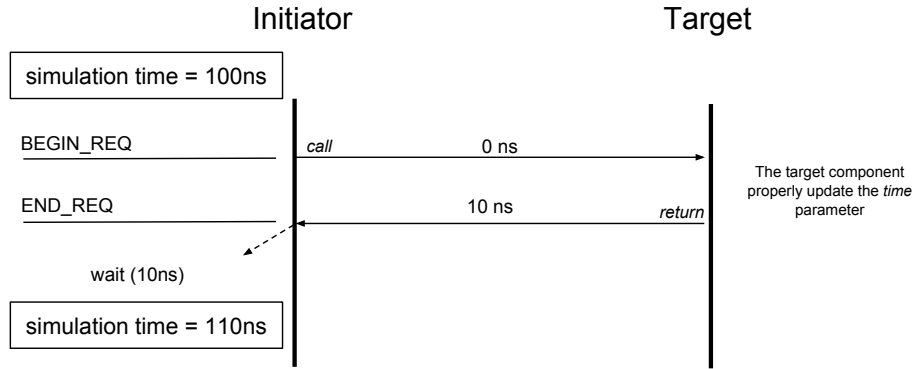 Initiator
Target
simulation time = 100ns
BEGIN_REQ
call
0 ns
The target component
properly update the time
parameter
END_REQ
10 ns
return
wait (10ns)
simulation time = 110ns